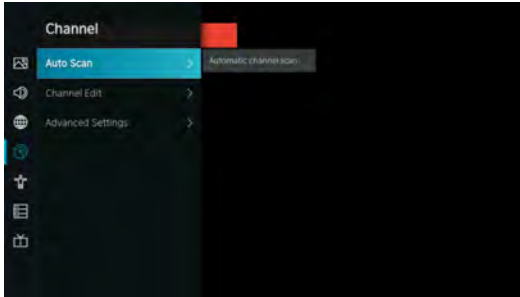 Channel
Auto Scan
Automatic channel scan
Channel Edit
Advanced Settings